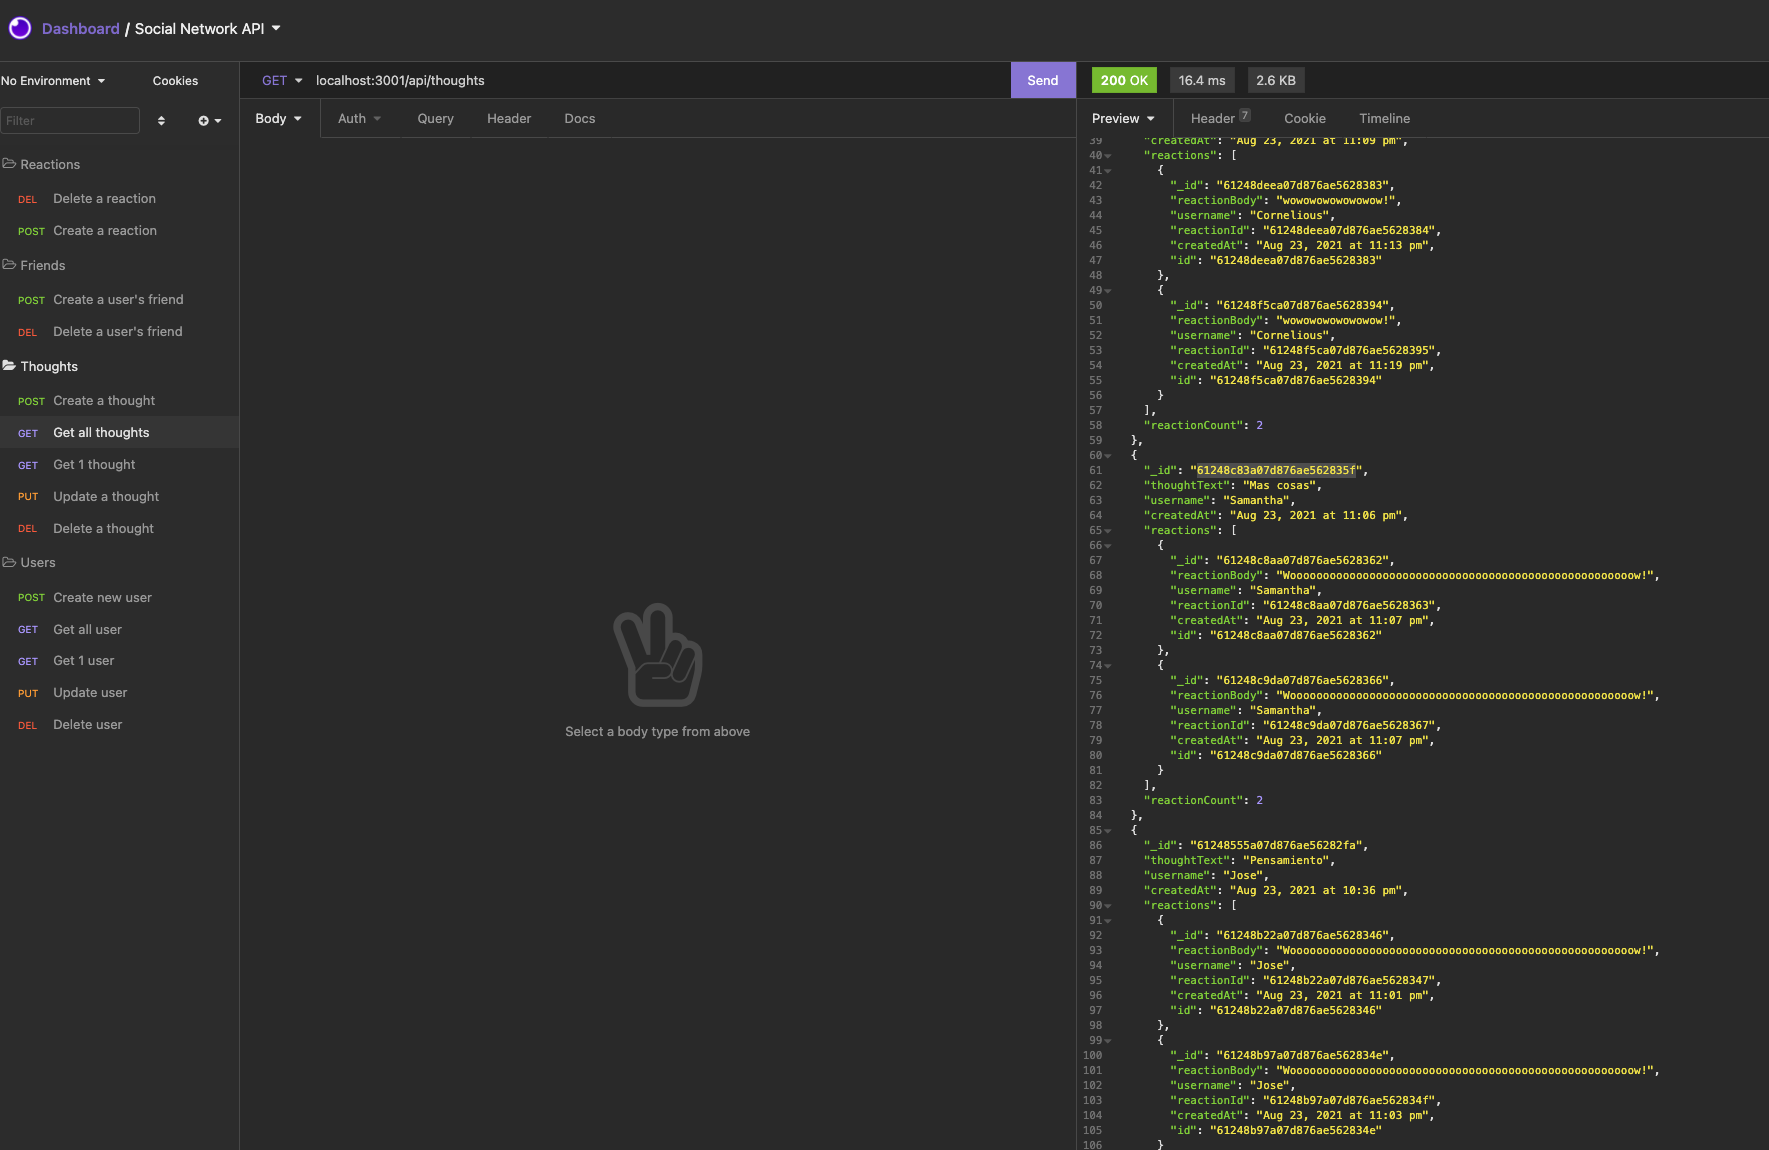 Dashboard / Social Network API
No Environment
Cookies
Filter
Reactions
DEL Delete a reaction
POST Create a reaction
Friends
POST Create a user's friend
DEL Delete a user's friend
Thoughts
POST Create a thought
GET Get all thoughts
GET Get 1 thought
PUT Update a thought
DEL Delete a thought
Users
POST Create new user
GET Get all user
GET Get 1 user
PUT Update user
DEL Delete user
GET localhost:3001/api/thoughts Send
Body Auth Query Header Docs
Select a body type from above
200 OK 16.4 ms 2.6 KB
Preview Header 7 Cookie Timeline
39 "createdAt": "Aug 23, 2021 at 11:09 pm",
40 "reactions": [
41 {
42 "_id": "61248deea07d876ae5628383",
43 "reactionBody": "wowowowowowowow!",
44 "username": "Cornelious",
45 "reactionId": "61248deea07d876ae5628384",
46 "createdAt": "Aug 23, 2021 at 11:13 pm",
47 "id": "61248deea07d876ae5628383"
48 },
49 {
50 "_id": "61248f5ca07d876ae5628394",
51 "reactionBody": "wowowowowowowow!",
52 "username": "Cornelious",
53 "reactionId": "61248f5ca07d876ae5628395",
54 "createdAt": "Aug 23, 2021 at 11:19 pm",
55 "id": "61248f5ca07d876ae5628394"
56 }
57 ],
58 "reactionCount": 2
59 },
60 {
61 "_id": "61248c83a07d876ae562835f",
62 "thoughtText": "Mas cosas",
63 "username": "Samantha",
64 "createdAt": "Aug 23, 2021 at 11:06 pm",
65 "reactions": [
66 {
67 "_id": "61248c8aa07d876ae5628362",
68 "reactionBody": "Wooooooooooooooooooooooooooooooooooooooooooooooooooooow!",
69 "username": "Samantha",
70 "reactionId": "61248c8aa07d876ae5628363",
71 "createdAt": "Aug 23, 2021 at 11:07 pm",
72 "id": "61248c8aa07d876ae5628362"
73 },
74 {
75 "_id": "61248c9da07d876ae5628366",
76 "reactionBody": "Wooooooooooooooooooooooooooooooooooooooooooooooooooooow!",
77 "username": "Samantha",
78 "reactionId": "61248c9da07d876ae5628367",
79 "createdAt": "Aug 23, 2021 at 11:07 pm",
80 "id": "61248c9da07d876ae5628366"
81 }
82 ],
83 "reactionCount": 2
84 },
85 {
86 "_id": "61248555a07d876ae56282fa",
87 "thoughtText": "Pensamiento",
88 "username": "Jose",
89 "createdAt": "Aug 23, 2021 at 10:36 pm",
90 "reactions": [
91 {
92 "_id": "61248b22a07d876ae5628346",
93 "reactionBody": "Wooooooooooooooooooooooooooooooooooooooooooooooooooooow!",
94 "username": "Jose",
95 "reactionId": "61248b22a07d876ae5628347",
96 "createdAt": "Aug 23, 2021 at 11:01 pm",
97 "id": "61248b22a07d876ae5628346"
98 },
99 {
100 "_id": "61248b97a07d876ae562834e",
101 "reactionBody": "Wooooooooooooooooooooooooooooooooooooooooooooooooooooow!",
102 "username": "Jose",
103 "reactionId": "61248b97a07d876ae562834f",
104 "createdAt": "Aug 23, 2021 at 11:03 pm",
105 "id": "61248b97a07d876ae562834e"
106 }